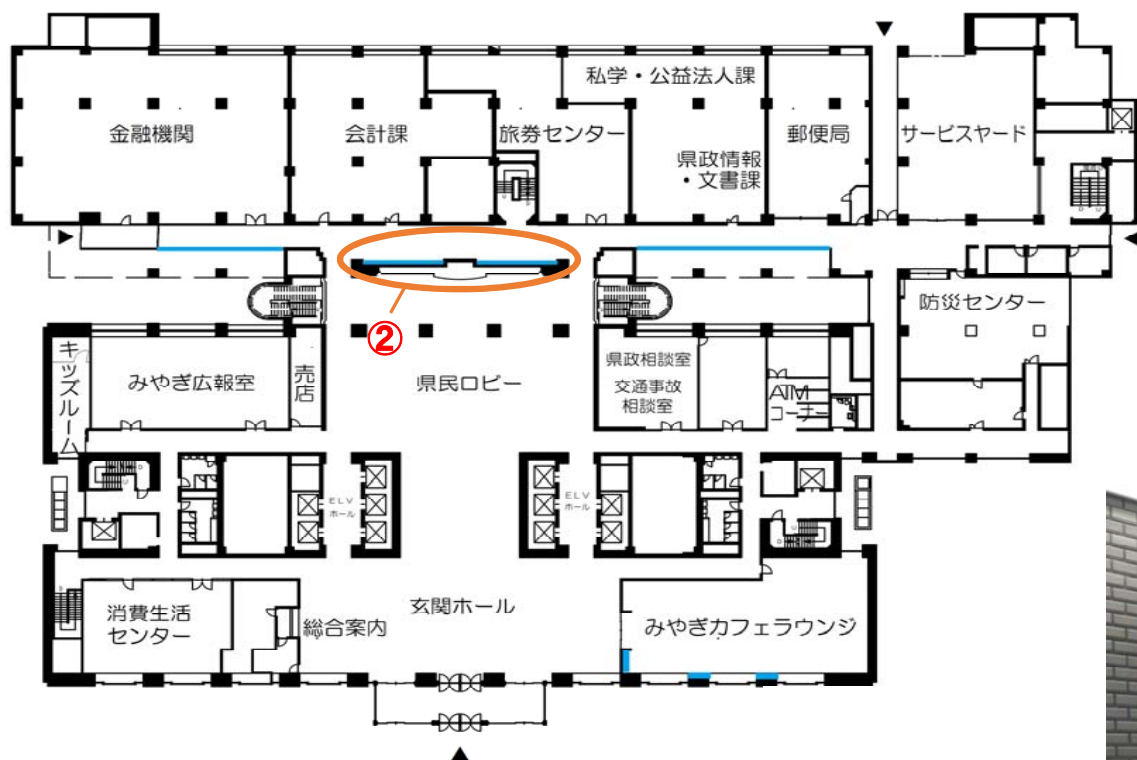 私学・公益法人課
金融機関
会計課
旅券センター
郵便局
サービスヤード
県政情報
・文書課
②
防災センター
キッズルーム
みやぎ広報室
売店
県民ロビー
県政相談室
交通事故
相談室
ATM
コーナー
ELV
ホール
ELV
ホール
消費生活
センター
総合案内
玄関ホール
みやぎカフェラウンジ